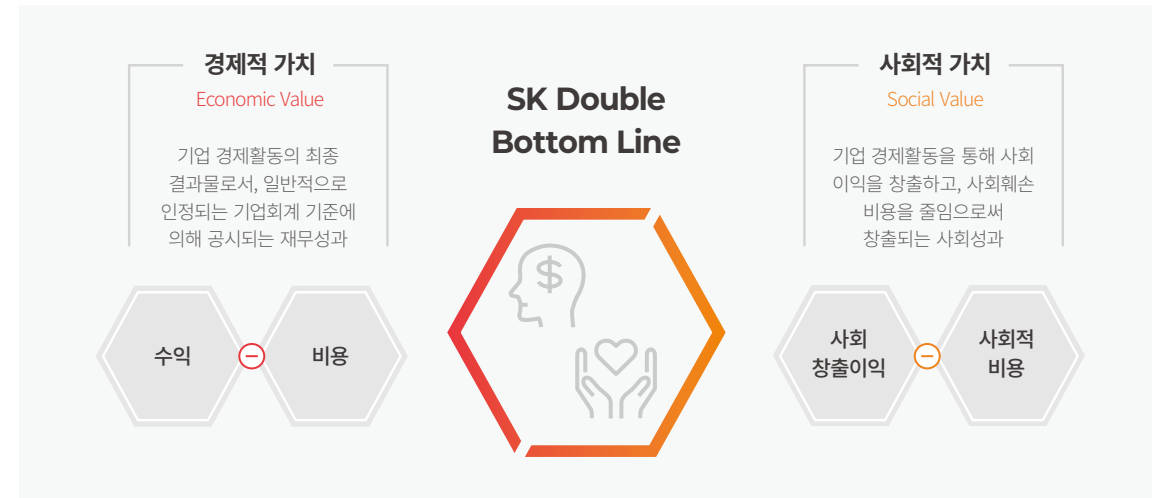 경제적 가치
Economic Value
기업 경제활동의 최종
결과물로서, 일반적으로
인정되는 기업회계 기준에
의해 공시되는 재무성과
수익
비용
SK Double
Bottom Line
$
사회적 가치
Social Value
기업 경제활동을 통해 사회
이익을 창출하고, 사회훼손
비용을 줄임으로써
창출되는 사회성과
사회
창출이익
사회적
비용